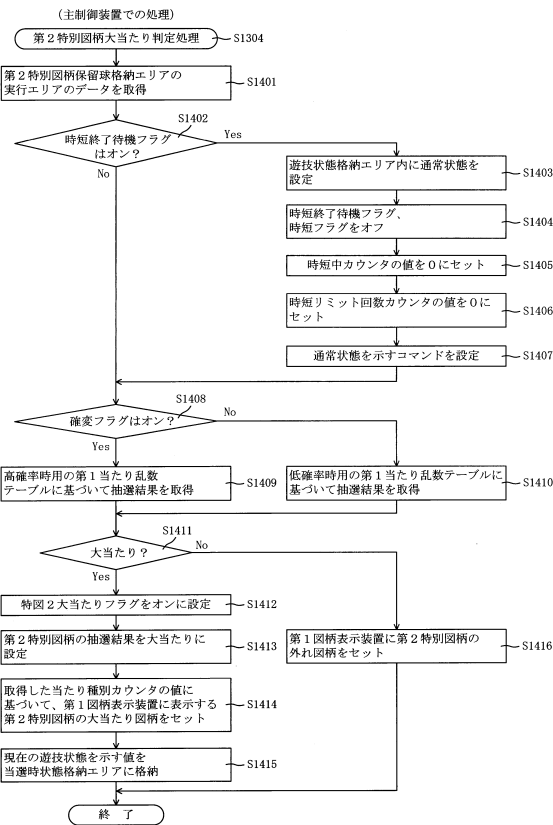 （主制御装置での処理）
第２特別図柄大当たり判定処理
S1304
第２特別図柄保留球格納エリアの
実行エリアのデータを取得
S1401
S1402
時短終了待機フラグ
はオン？
Yes
No
遊技状態格納エリア内に通常状態を
設定
S1403
時短終了待機フラグ、
時短フラグをオフ
S1404
時短中カウンタの値を０にセット
S1405
時短リミット回数カウンタの値を０に
セット
S1406
通常状態を示すコマンドを設定
S1407
S1408
確変フラグはオン？
No
Yes
高確率時用の第１当たり乱数
テーブルに基づいて抽選結果を取得
S1409
低確率時用の第１当たり乱数テーブルに
基づいて抽選結果を取得
S1410
S1411
大当たり？
No
Yes
特図２大当たりフラグをオンに設定
S1412
第２特別図柄の抽選結果を大当たりに
設定
S1413
第１図柄表示装置に第２特別図柄の
外れ図柄をセット
S1416
取得した当たり種別カウンタの値に
基づいて、第１図柄表示装置に表示する
第２特別図柄の大当たり図柄をセット
S1414
現在の遊技状態を示す値を
当選時状態格納エリアに格納
S1415
終 了